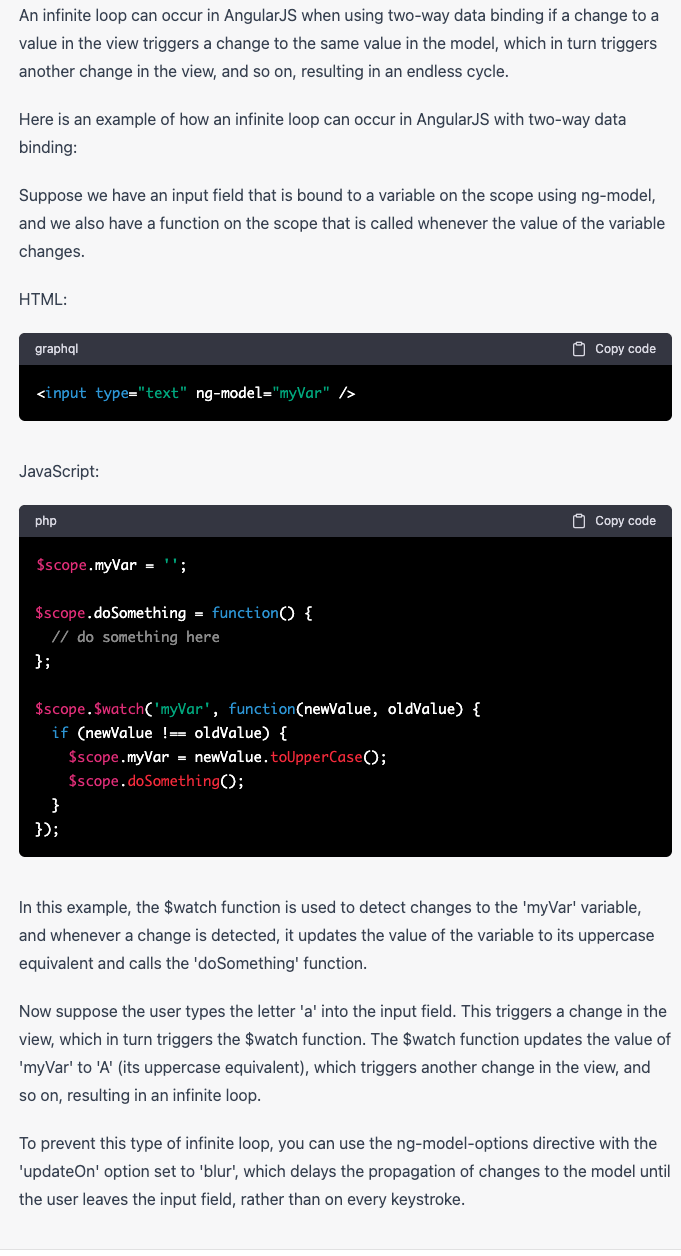 An infinite loop can occur in AngularJS when using two-way data binding if a change to a
value in the view triggers a change to the same value in the model, which in turn triggers
another change in the view, and so on, resulting in an endless cycle.
Here is an example of how an infinite loop can occur in AngularJS with two-way data
binding:
Suppose we have an input field that is bound to a variable on the scope using ng-model,
and we also have a function on the scope that is called whenever the value of the variable
changes.
HTML:
graphql Copy code
<input type="text" ng-model="myVar" />
JavaScript:
php Copy code
$scope.myVar = '';
$scope.doSomething = function() {
  // do something here
};
$scope.$watch('myVar', function(newValue, oldValue) {
  if (newValue !== oldValue) {
    $scope.myVar = newValue.toUpperCase();
    $scope.doSomething();
  }
});
In this example, the $watch function is used to detect changes to the 'myVar' variable,
and whenever a change is detected, it updates the value of the variable to its uppercase
equivalent and calls the 'doSomething' function.
Now suppose the user types the letter 'a' into the input field. This triggers a change in the
view, which in turn triggers the $watch function. The $watch function updates the value of
'myVar' to 'A' (its uppercase equivalent), which triggers another change in the view, and
so on, resulting in an infinite loop.
To prevent this type of infinite loop, you can use the ng-model-options directive with the
'updateOn' option set to 'blur', which delays the propagation of changes to the model until
the user leaves the input field, rather than on every keystroke.